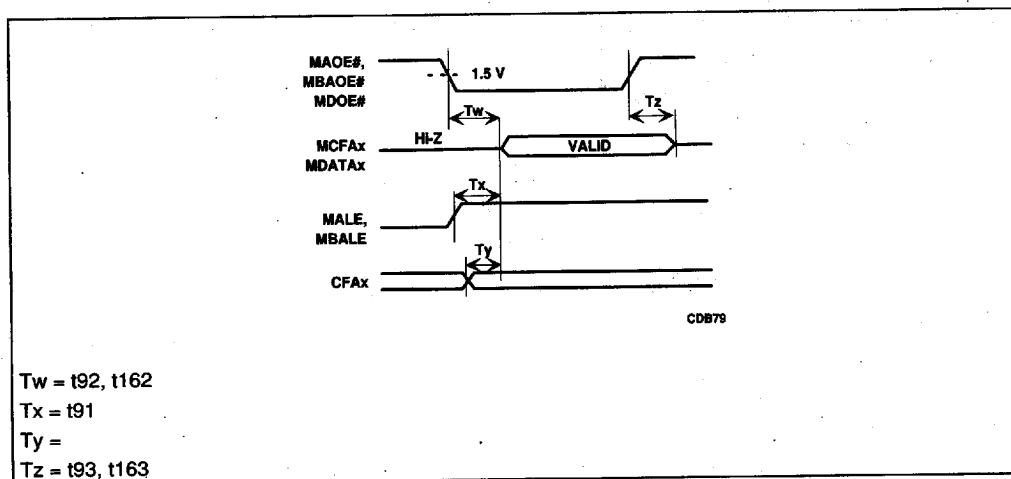 MAOE#,
MBAOE#
MDOE#
1.5 V
Tw
Tz
MCFAx
MDATAx
Hi-Z
VALID
Tx
MALE,
MBALE
Ty
CFAx
CDB79
Tw = t92, t162
Tx = t91
Ty =
Tz = t93, t163